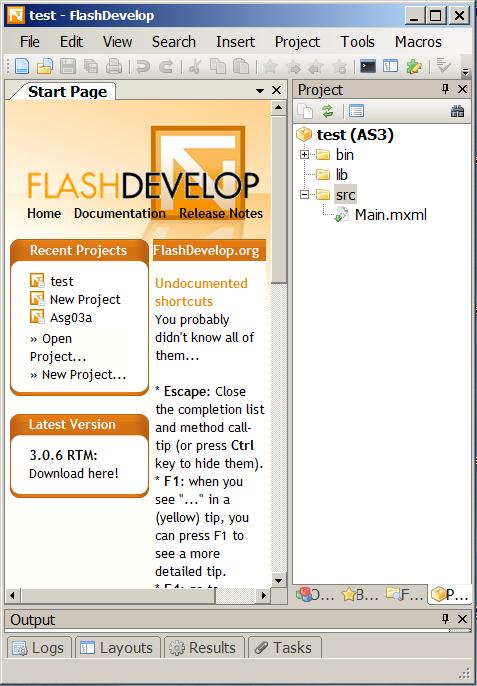 test - FlashDevelop
File Edit View Search Insert Project Tools Macros
Start Page
FLASHDEVELOP
Home Documentation Release Notes
Recent Projects
test
New Project
Asg03a
» Open
Project...
» New Project...
Latest Version
3.0.6 RTM:
Download here!
FlashDevelop.org
Undocumented
shortcuts
You probably
didn't know all of
them...
* Escape: Close
the completion list
and method call-
tip (or press Ctrl
key to hide them).
* F1: when you
see "..." in a
(yellow) tip, you
can press F1 to
see a more
detailed tip.
Project
test (AS3)
bin
lib
src
Main.mxml
O... B... F... P...
Output
Logs Layouts Results Tasks